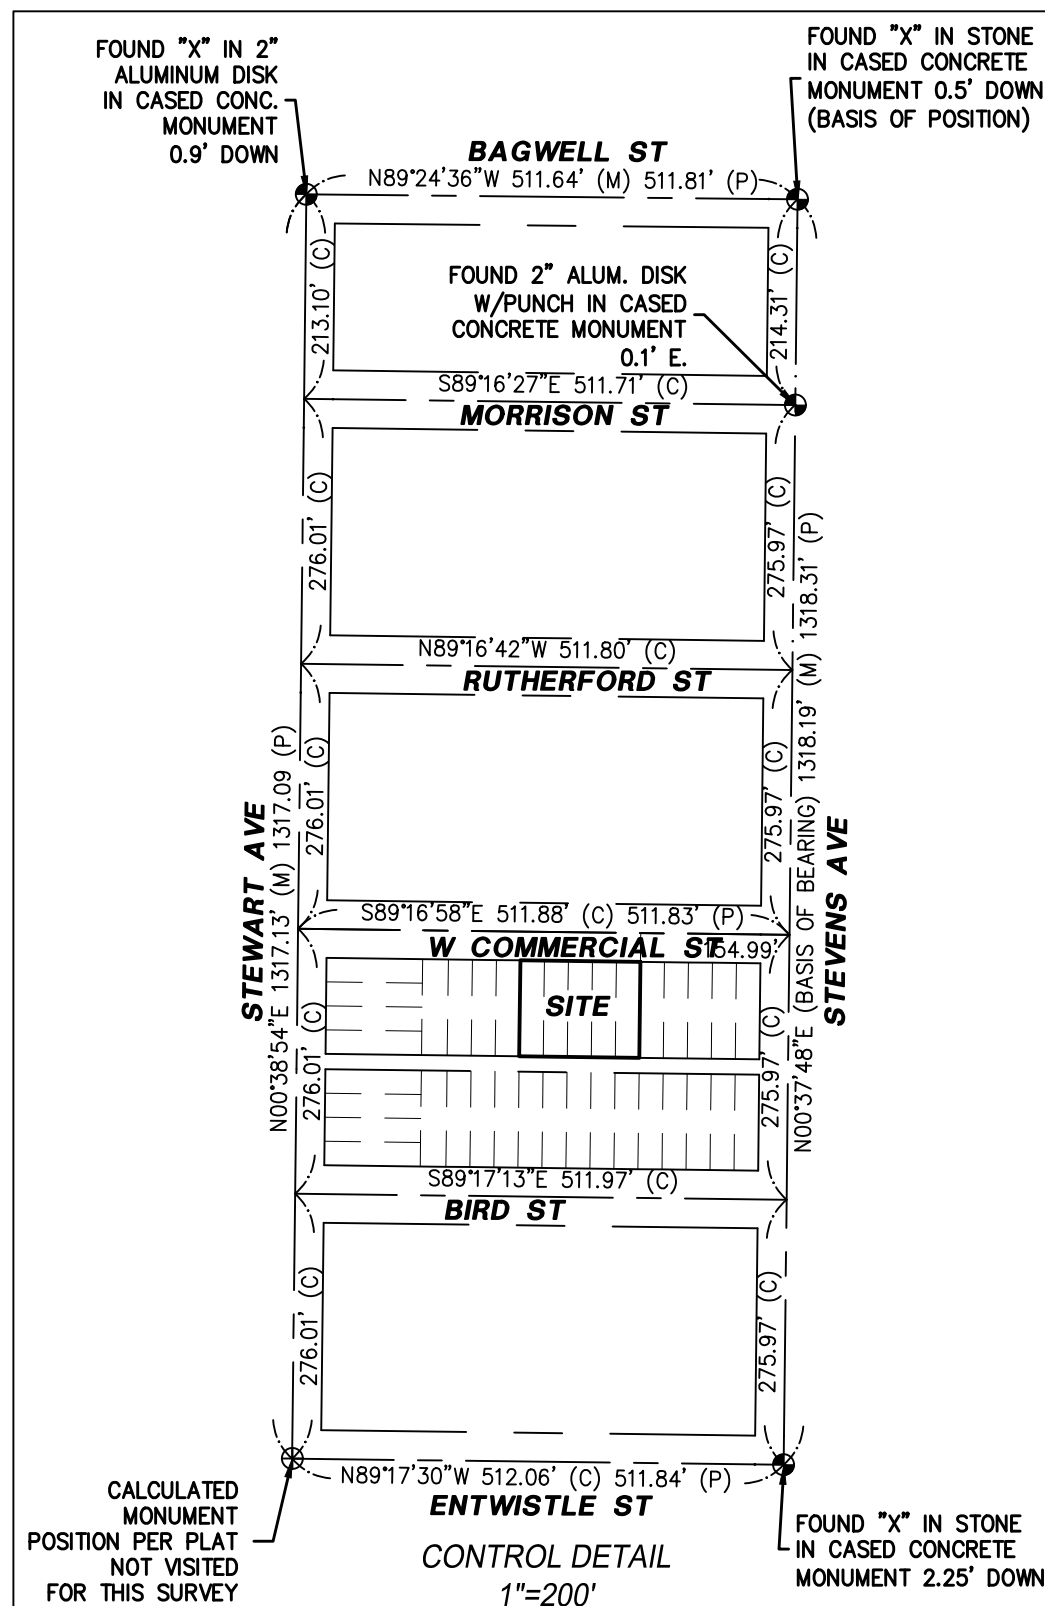 FOUND "X" IN 2"
ALUMINUM DISK
IN CASED CONC.
MONUMENT
0.9' DOWN
FOUND "X" IN STONE
IN CASED CONCRETE
MONUMENT 0.5' DOWN
(BASIS OF POSITION)
BAGWELL ST
N89°24'36"W 511.64' (M) 511.81' (P)
213.10' (C)
214.31' (C)
FOUND 2" ALUM. DISK
W/PUNCH IN CASED
CONCRETE MONUMENT
0.1' E.
S89°16'27"E 511.71' (C)
MORRISON ST
276.01' (C)
275.97' (C)
N89°16'42"W 511.80' (C)
RUTHERFORD ST
276.01' (C)
275.97' (C)
STEWART AVE
N00°38'54"E 1317.13' (M) 1317.09 (P)
N00°37'48"E (BASIS OF BEARING) 1318.19' (M) 1318.31' (P)
STEVENS AVE
S89°16'58"E 511.88' (C) 511.83' (P)
W COMMERCIAL ST
154.99'
SITE
276.01' (C)
275.97' (C)
S89°17'13"E 511.97' (C)
BIRD ST
276.01' (C)
275.97' (C)
N89°17'30"W 512.06' (C) 511.84' (P)
ENTWISTLE ST
CALCULATED
MONUMENT
POSITION PER PLAT
NOT VISITED
FOR THIS SURVEY
FOUND "X" IN STONE
IN CASED CONCRETE
MONUMENT 2.25' DOWN
CONTROL DETAIL
1"=200'